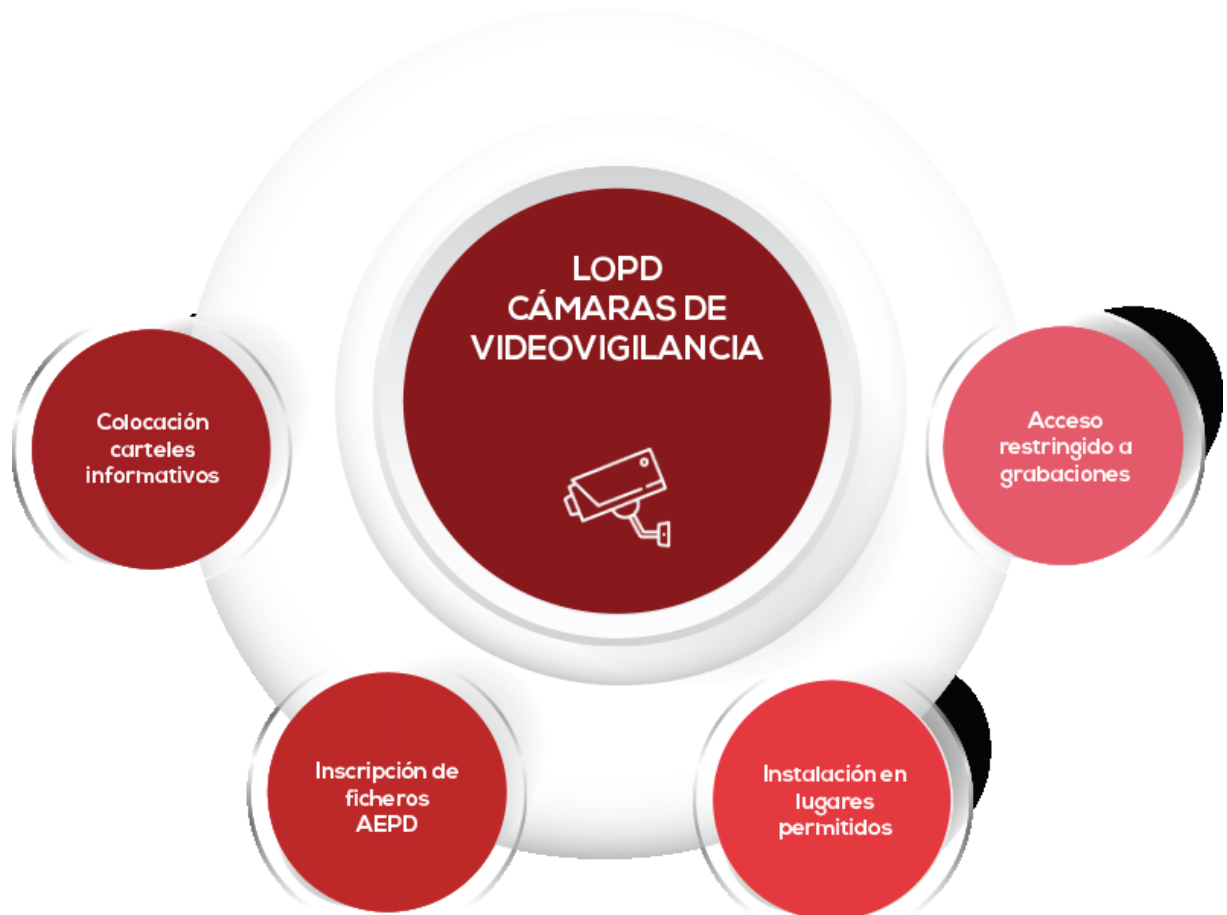 LOPD
CÁMARAS DE
VIDEOVIGILANCIA
Colocación
carteles
informativos
Acceso
restringido a
grabaciones
Inscripción de
ficheros
AEPD
Instalación en
lugares
permitidos